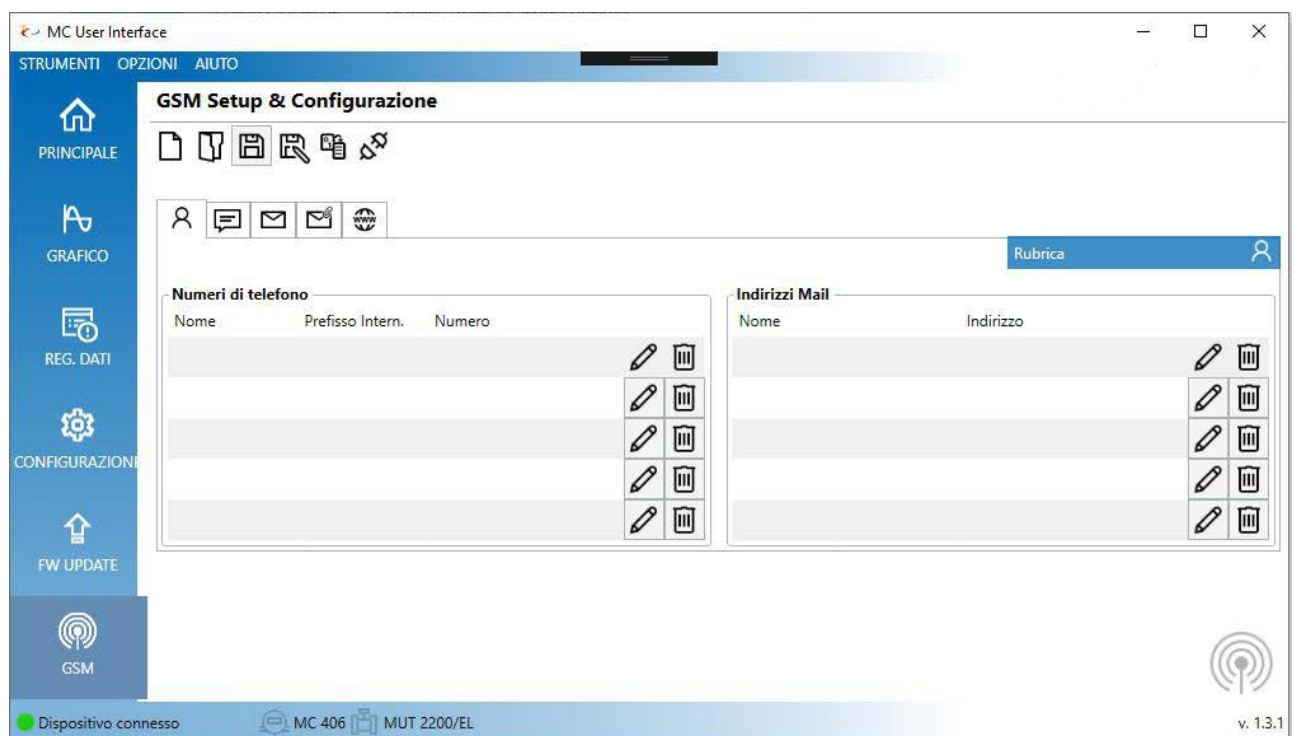 MC User Interface
STRUMENTI OPZIONI AIUTO
GSM Setup & Configurazione
PRINCIPALE
GRAFICO
REG. DATI
CONFIGURAZIONE
FW UPDATE
GSM
www
Rubrica
Numeri di telefono
Nome Prefisso Intern. Numero
Indirizzi Mail
Nome Indirizzo
Dispositivo connesso MC 406 MUT 2200/EL v. 1.3.1